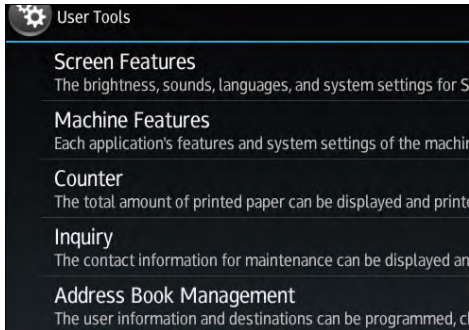 User Tools
Screen Features
The brightness, sounds, languages, and system settings for S
Machine Features
Each application's features and system settings of the machin
Counter
The total amount of printed paper can be displayed and printe
Inquiry
The contact information for maintenance can be displayed an
Address Book Management
The user information and destinations can be programmed, c